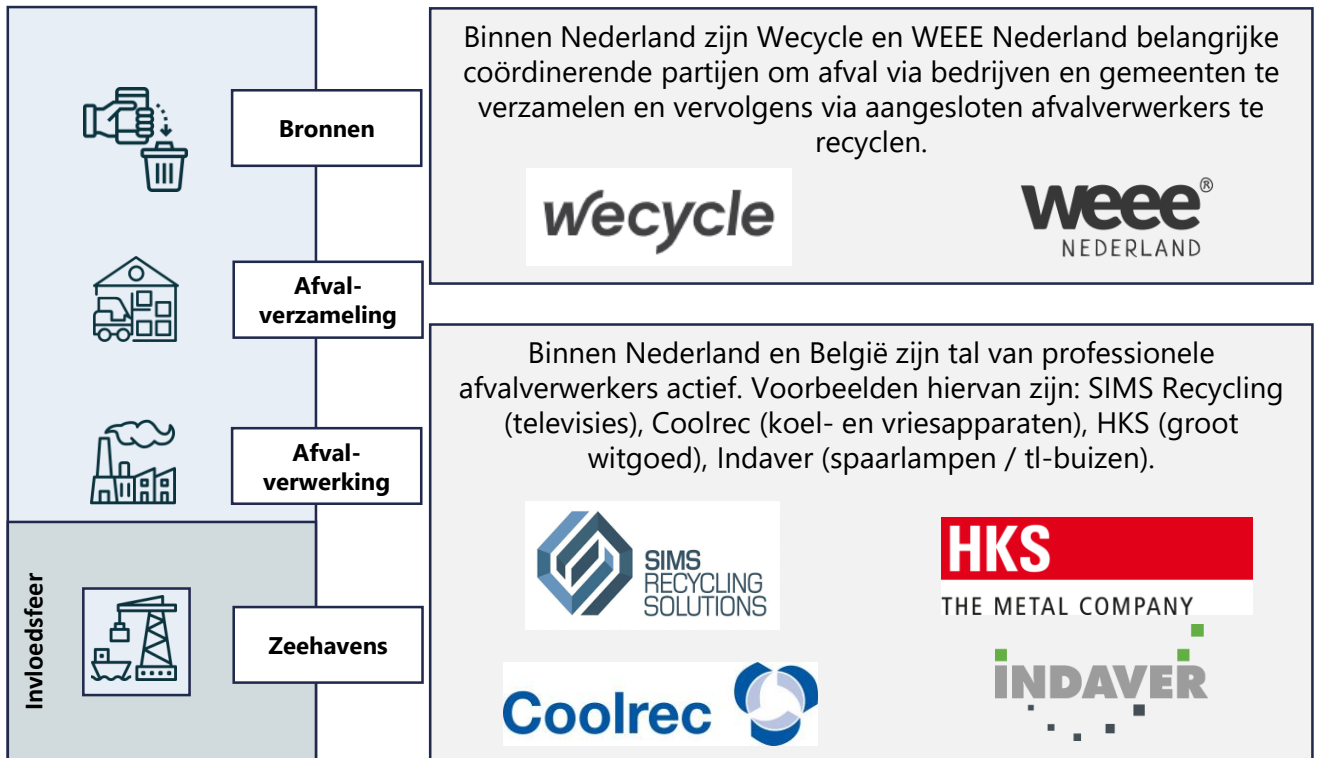 Binnen Nederland zijn Wecycle en WEEE Nederland belangrijke
coördinerende partijen om afval via bedrijven en gemeenten te
verzamelen en vervolgens via aangesloten afvalverwerkers te
recyclen.
wecycle
weee®
NEDERLAND
Bronnen
Afval-
verzameling
Afval-
verwerking
Invloedsfeer
Zeehavens
Binnen Nederland en België zijn tal van professionele
afvalverwerkers actief. Voorbeelden hiervan zijn: SIMS Recycling
(televisies), Coolrec (koel- en vriesapparaten), HKS (groot
witgoed), Indaver (spaarlampen / tl-buizen).
SIMS
RECYCLING
SOLUTIONS
HKS
THE METAL COMPANY
Coolrec
INDAVER